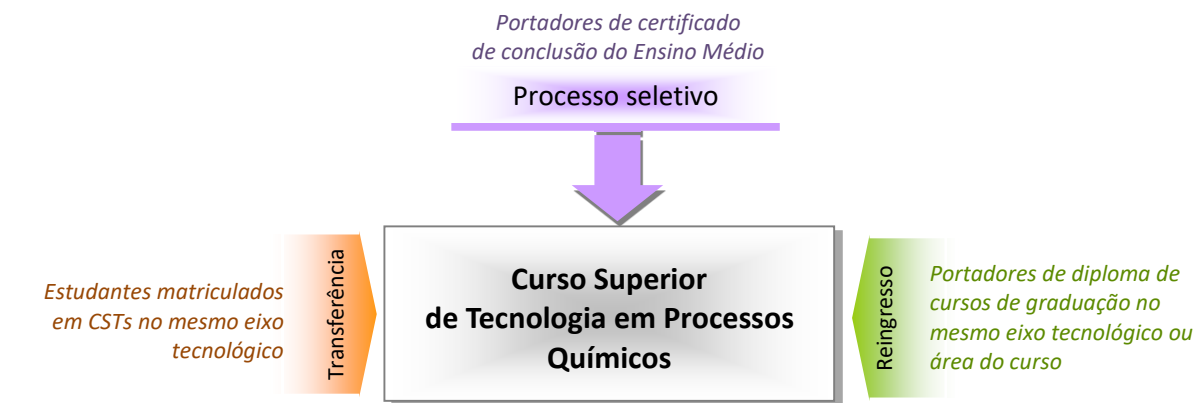 Portadores de certificado
de conclusão do Ensino Médio
Processo seletivo
Estudantes matriculados
em CSTs no mesmo eixo
tecnológico
Transferência
Curso Superior
de Tecnologia em Processos
Químicos
Reingresso
Portadores de diploma de
cursos de graduação no
mesmo eixo tecnológico ou
área do curso